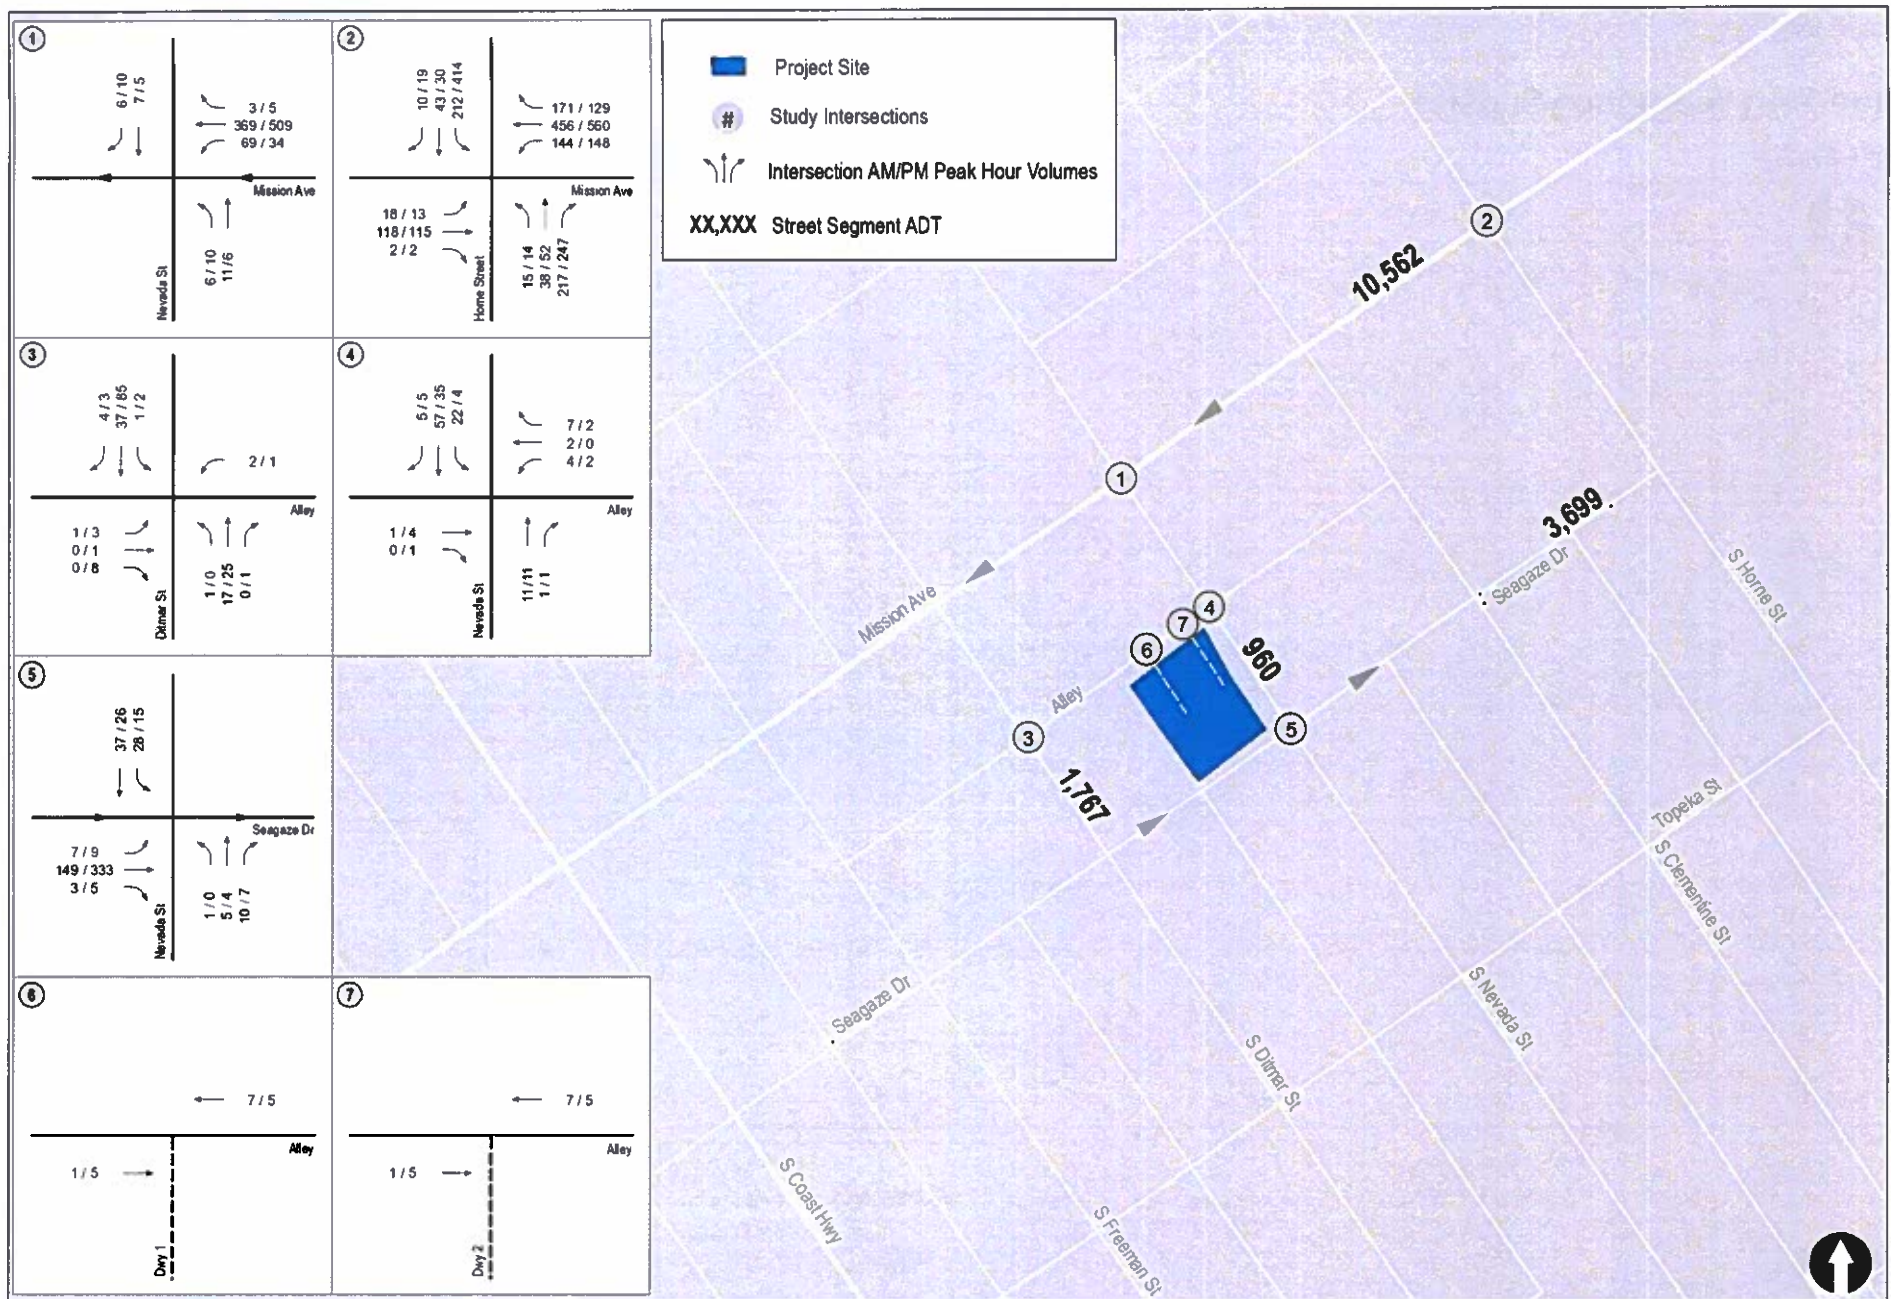 1
6 / 10
7 / 5
3 / 5
369 / 509
69 / 34
Mission Ave
6 / 10
11 / 6
Nevada St
2
10 / 19
43 / 30
212 / 414
171 / 129
456 / 560
144 / 148
Mission Ave
18 / 13
118 / 115
2 / 2
15 / 14
38 / 52
217 / 247
Horne Street
3
4 / 3
37 / 85
1 / 2
2 / 1
Alley
1 / 3
0 / 1
0 / 8
1 / 0
17 / 25
0 / 1
Ditmar St
4
5 / 5
57 / 35
22 / 4
7 / 2
2 / 0
4 / 2
Alley
1 / 4
0 / 1
11 / 11
1 / 1
Nevada St
5
37 / 26
28 / 15
Seagaze Dr
7 / 9
149 / 333
3 / 5
1 / 0
5 / 4
10 / 7
Nevada St
6
7 / 5
Alley
1 / 5
Dwy 1
7
7 / 5
Alley
1 / 5
Dwy 2
Project Site
# Study Intersections
Intersection AM/PM Peak Hour Volumes
XX,XXX Street Segment ADT
2
10,562
1
3,699
Seagaze Dr
S Horne St
Mission Ave
4
7
6
960
Alley
3
5
1,767
Topeka St
S Clementine St
Seagaze Dr
S Nevada St
S Ditmar St
S Coast Hwy
S Freeman St